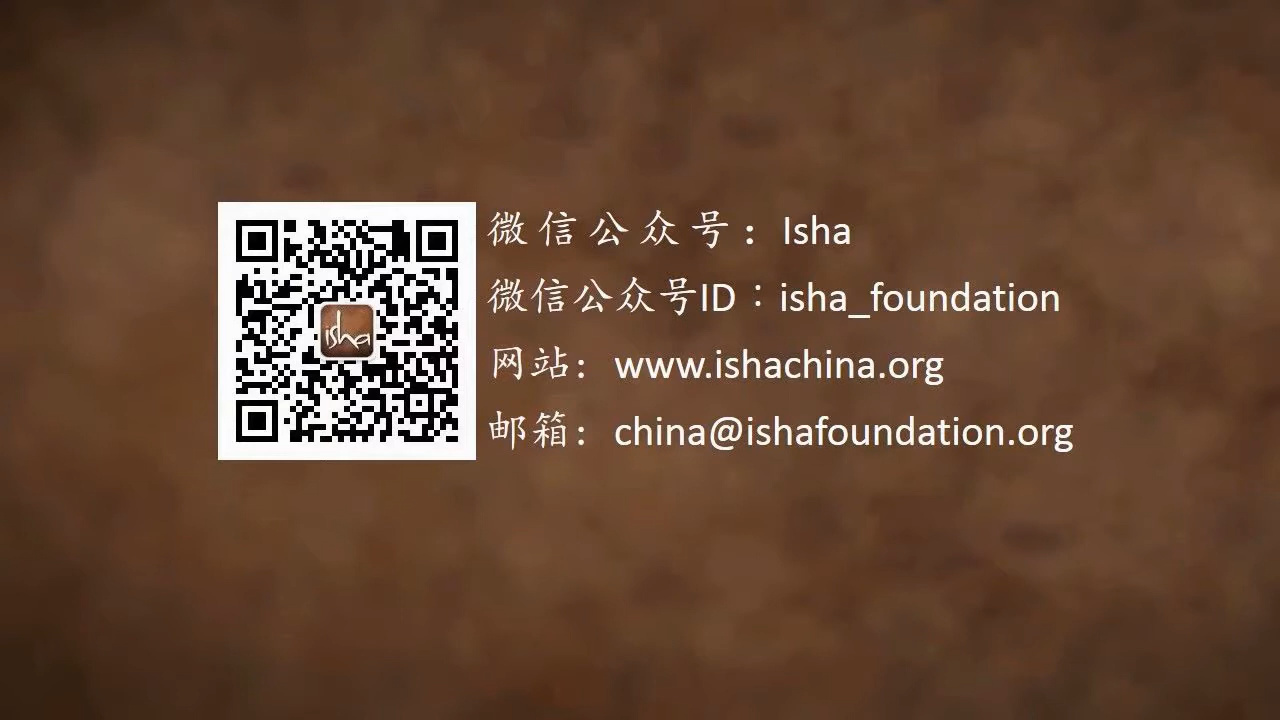 微信公众号：Isha
微信公众号ID：isha_foundation
网站：www.ishachina.org
邮箱：china@ishafoundation.org
isha